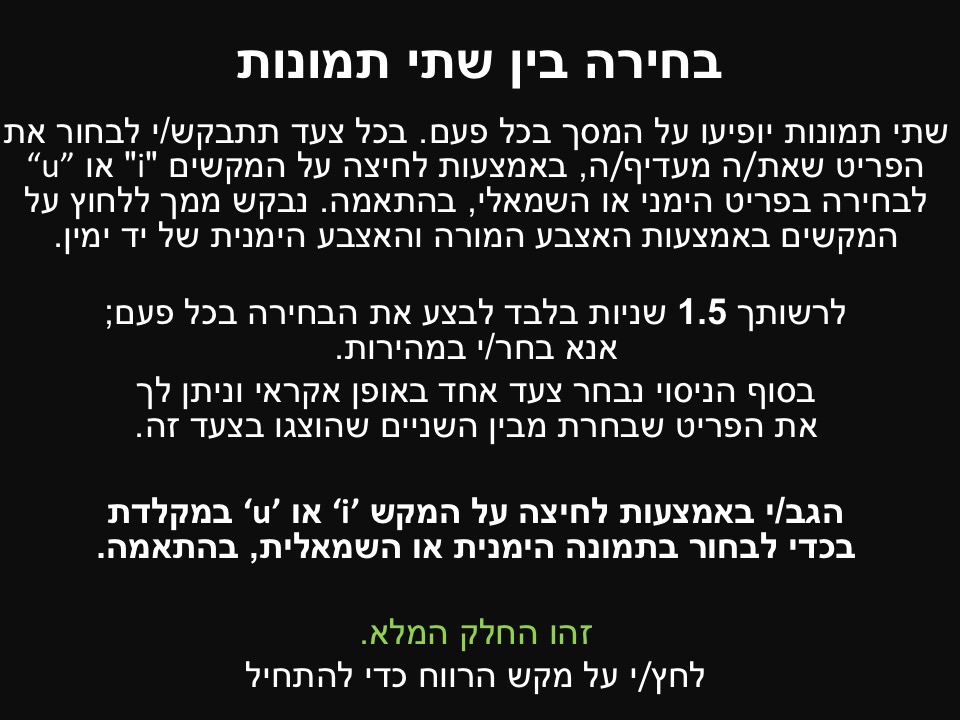 בחירה בין שתי תמונות
שתי תמונות יופיעו על המסך בכל פעם. בכל צעד תתבקש/י לבחור את
הפריט שאת/ה מעדיף/ה, באמצעות לחיצה על המקשים "i" או ”u“
לבחירה בפריט הימני או השמאלי, בהתאמה. נבקש ממך ללחוץ על
המקשים באמצעות האצבע המורה והאצבע הימנית של יד ימין.
לרשותך 1.5 שניות בלבד לבצע את הבחירה בכל פעם;
אנא בחר/י במהירות.
בסוף הניסוי נבחר צעד אחד באופן אקראי וניתן לך
את הפריט שבחרת מבין השניים שהוצגו בצעד זה.
הגב/י באמצעות לחיצה על המקש ’i‘ או ’u‘ במקלדת
בכדי לבחור בתמונה הימנית או השמאלית, בהתאמה.
זהו החלק המלא.
לחץ/י על מקש הרווח כדי להתחיל